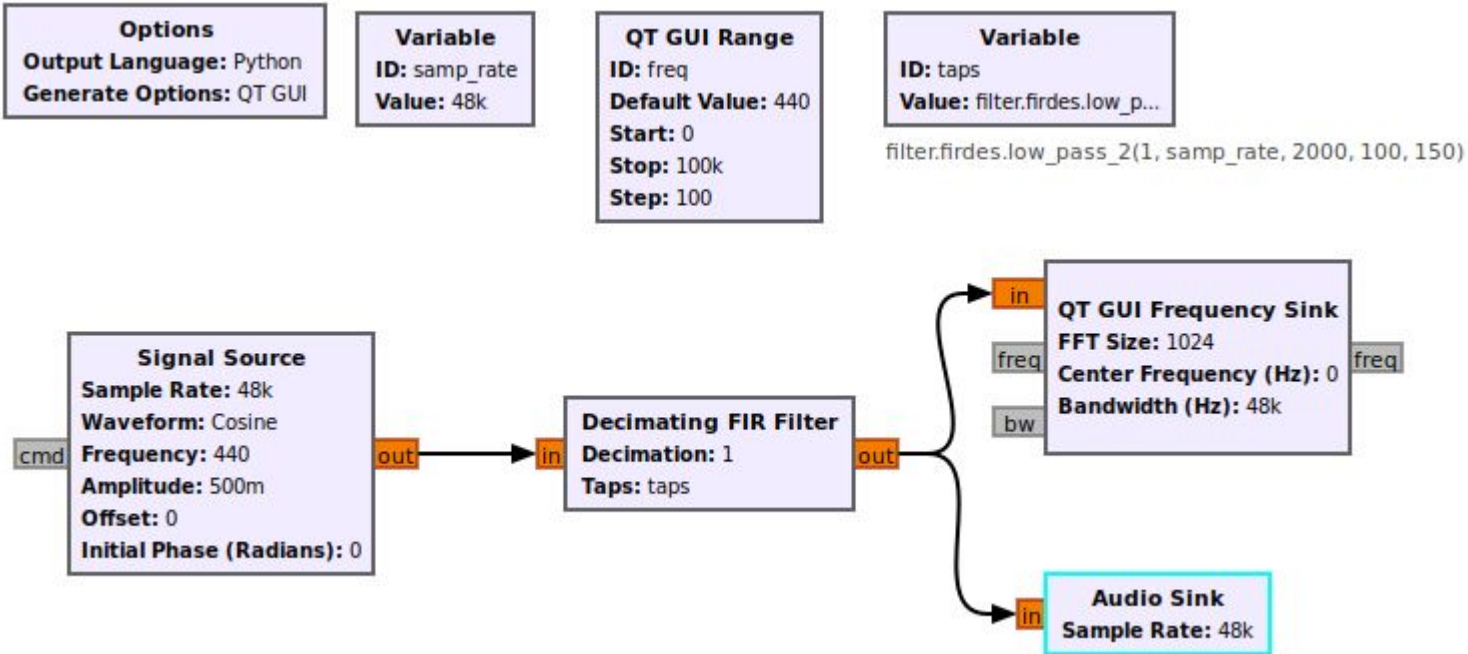 Options
Output Language: Python
Generate Options: QT GUI
Variable
ID: samp_rate
Value: 48k
QT GUI Range
ID: freq
Default Value: 440
Start: 0
Stop: 100k
Step: 100
Variable
ID: taps
Value: filter.firdes.low_p...
filter.firdes.low_pass_2(1, samp_rate, 2000, 100, 150)
Signal Source
Sample Rate: 48k
Waveform: Cosine
Frequency: 440
Amplitude: 500m
Offset: 0
Initial Phase (Radians): 0
cmd
out
in
Decimating FIR Filter
Decimation: 1
Taps: taps
out
in
freq
bw
QT GUI Frequency Sink
FFT Size: 1024
Center Frequency (Hz): 0
Bandwidth (Hz): 48k
freq
in
Audio Sink
Sample Rate: 48k